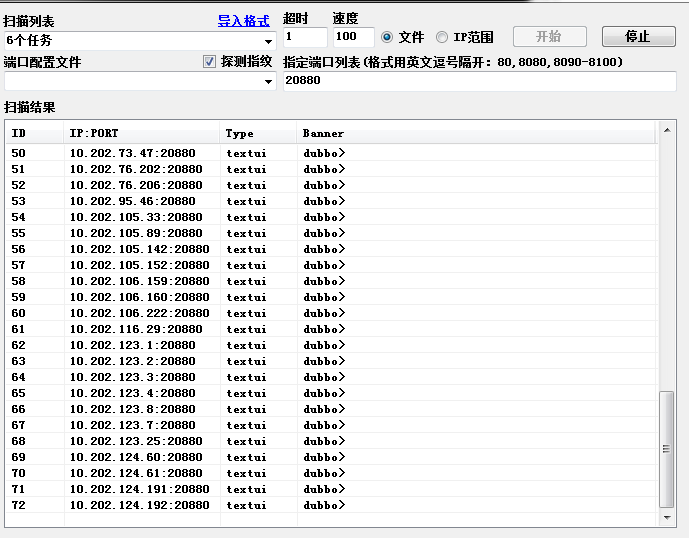 扫描列表 导入格式 超时 速度
6个任务 1 100 文件 IP范围 开始 停止
端口配置文件 探测指纹 指定端口列表(格式用英文逗号隔开: 80,8080,8090-8100)
20880
扫描结果
ID IP:PORT Type Banner
50 10.202.73.47:20880 textui dubbo>
51 10.202.76.202:20880 textui dubbo>
52 10.202.76.206:20880 textui dubbo>
53 10.202.95.46:20880 textui dubbo>
54 10.202.105.33:20880 textui dubbo>
55 10.202.105.89:20880 textui dubbo>
56 10.202.105.142:20880 textui dubbo>
57 10.202.105.152:20880 textui dubbo>
58 10.202.106.159:20880 textui dubbo>
59 10.202.106.160:20880 textui dubbo>
60 10.202.106.222:20880 textui dubbo>
61 10.202.116.29:20880 textui dubbo>
62 10.202.123.1:20880 textui dubbo>
63 10.202.123.2:20880 textui dubbo>
64 10.202.123.3:20880 textui dubbo>
65 10.202.123.4:20880 textui dubbo>
66 10.202.123.8:20880 textui dubbo>
67 10.202.123.7:20880 textui dubbo>
68 10.202.123.25:20880 textui dubbo>
69 10.202.124.60:20880 textui dubbo>
70 10.202.124.61:20880 textui dubbo>
71 10.202.124.191:20880 textui dubbo>
72 10.202.124.192:20880 textui dubbo>